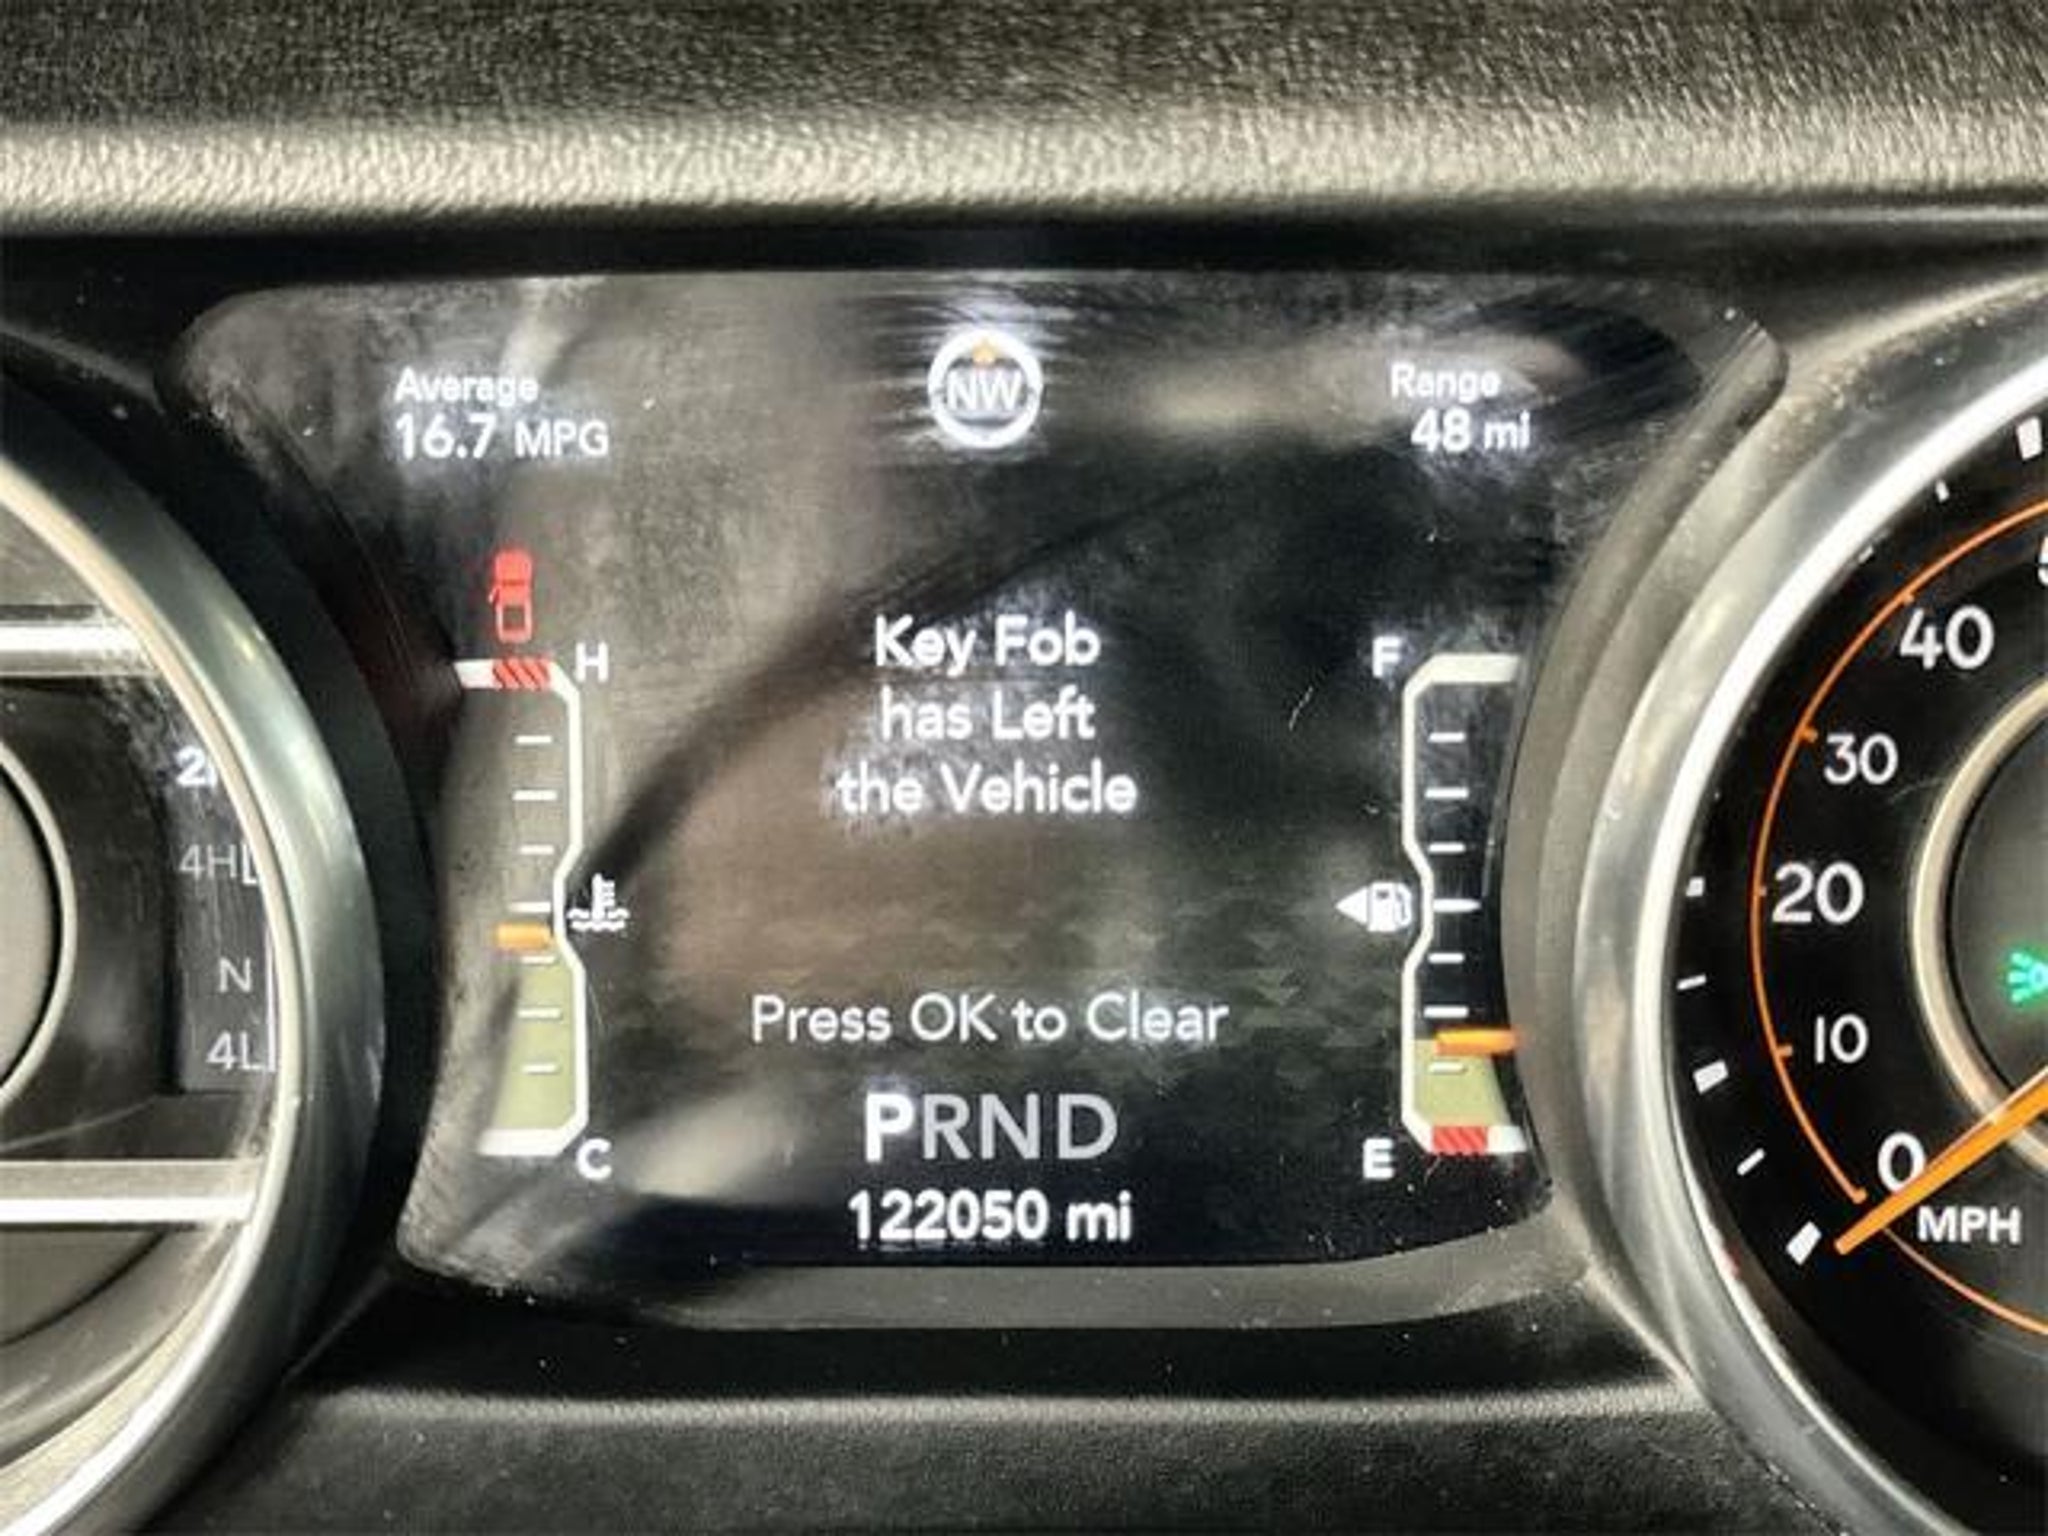 Average
16.7 MPG
NW
Range
48 mi
H
F
Key Fob
has Left
the Vehicle
Press OK to Clear
C
E
PRND
122050 mi
N
4L
40
30
20
10
0
MPH